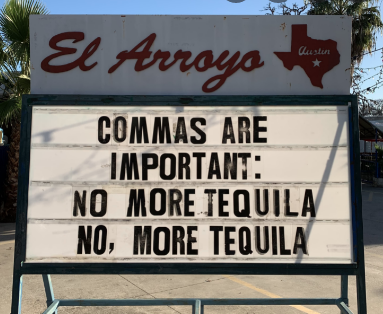 El Arroyo
Austin
COMMAS ARE
IMPORTANT:
NO MORE TEQUILA
NO, MORE TEQUILA